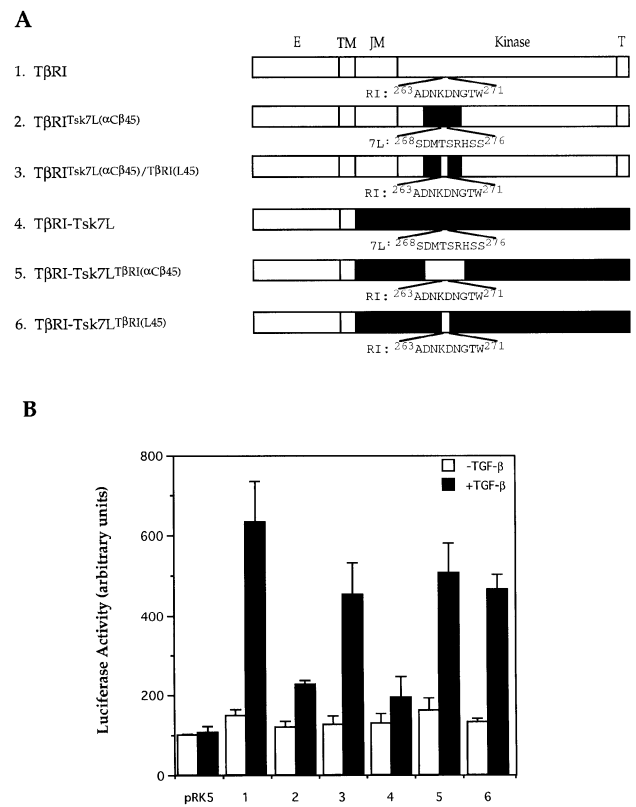 A
E TM JM Kinase T
1. TβRI
RI: 263ADNKDNGTW271
2. TβRITsk7L(αCβ45)
7L: 268SDMTSRHSS276
3. TβRITsk7L(αCβ45)/TβRI(L45)
RI: 263ADNKDNGTW271
4. TβRI-Tsk7L
7L: 268SDMTSRHSS276
5. TβRI-Tsk7LTβRI(αCβ45)
RI: 263ADNKDNGTW271
6. TβRI-Tsk7LTβRI(L45)
RI: 263ADNKDNGTW271
B
Luciferase Activity (arbitrary units)
800
600
400
200
0
-TGF-β
+TGF-β
pRK5 1 2 3 4 5 6